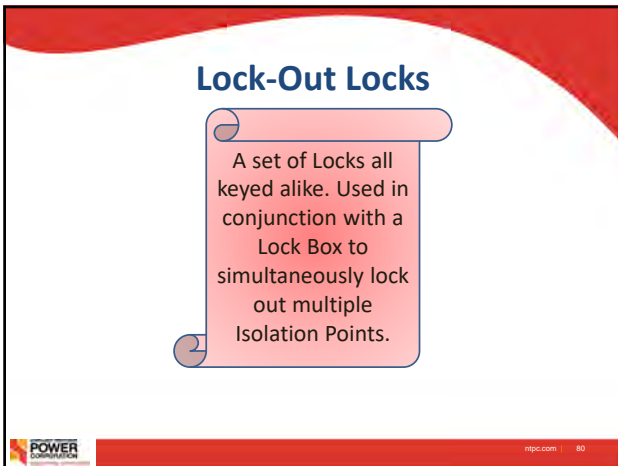 Lock-Out Locks
A set of Locks all
keyed alike. Used in
conjunction with a
Lock Box to
simultaneously lock
out multiple
Isolation Points.
POWER
CORPORATION
ntpc.com | 80